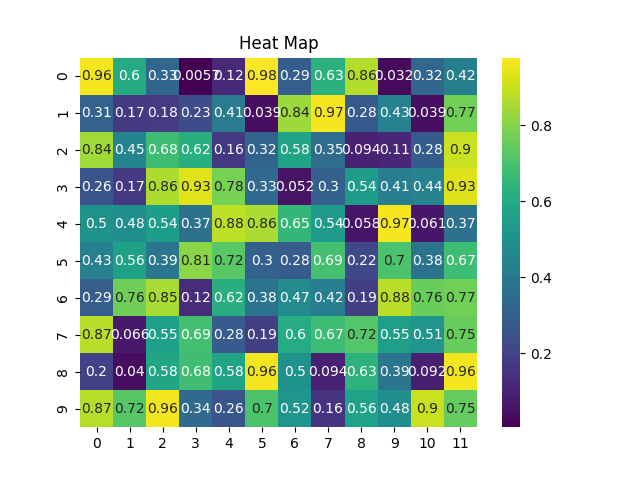 Heat Map
0 0.96 0.6 0.33 0.0057 0.12 0.98 0.29 0.63 0.86 0.032 0.32 0.42
1 0.31 0.17 0.18 0.23 0.41 0.039 0.84 0.97 0.28 0.43 0.039 0.77
2 0.84 0.45 0.68 0.62 0.16 0.32 0.58 0.35 0.094 0.11 0.28 0.9
3 0.26 0.17 0.86 0.93 0.78 0.33 0.052 0.3 0.54 0.41 0.44 0.93
4 0.5 0.48 0.54 0.37 0.88 0.86 0.65 0.54 0.058 0.97 0.061 0.37
5 0.43 0.56 0.39 0.81 0.72 0.3 0.28 0.69 0.22 0.7 0.38 0.67
6 0.29 0.76 0.85 0.12 0.62 0.38 0.47 0.42 0.19 0.88 0.76 0.77
7 0.87 0.066 0.55 0.69 0.28 0.19 0.6 0.67 0.72 0.55 0.51 0.75
8 0.2 0.04 0.58 0.68 0.58 0.96 0.5 0.094 0.63 0.39 0.092 0.96
9 0.87 0.72 0.96 0.34 0.26 0.7 0.52 0.16 0.56 0.48 0.9 0.75
0 1 2 3 4 5 6 7 8 9 10 11
0.8
0.6
0.4
0.2